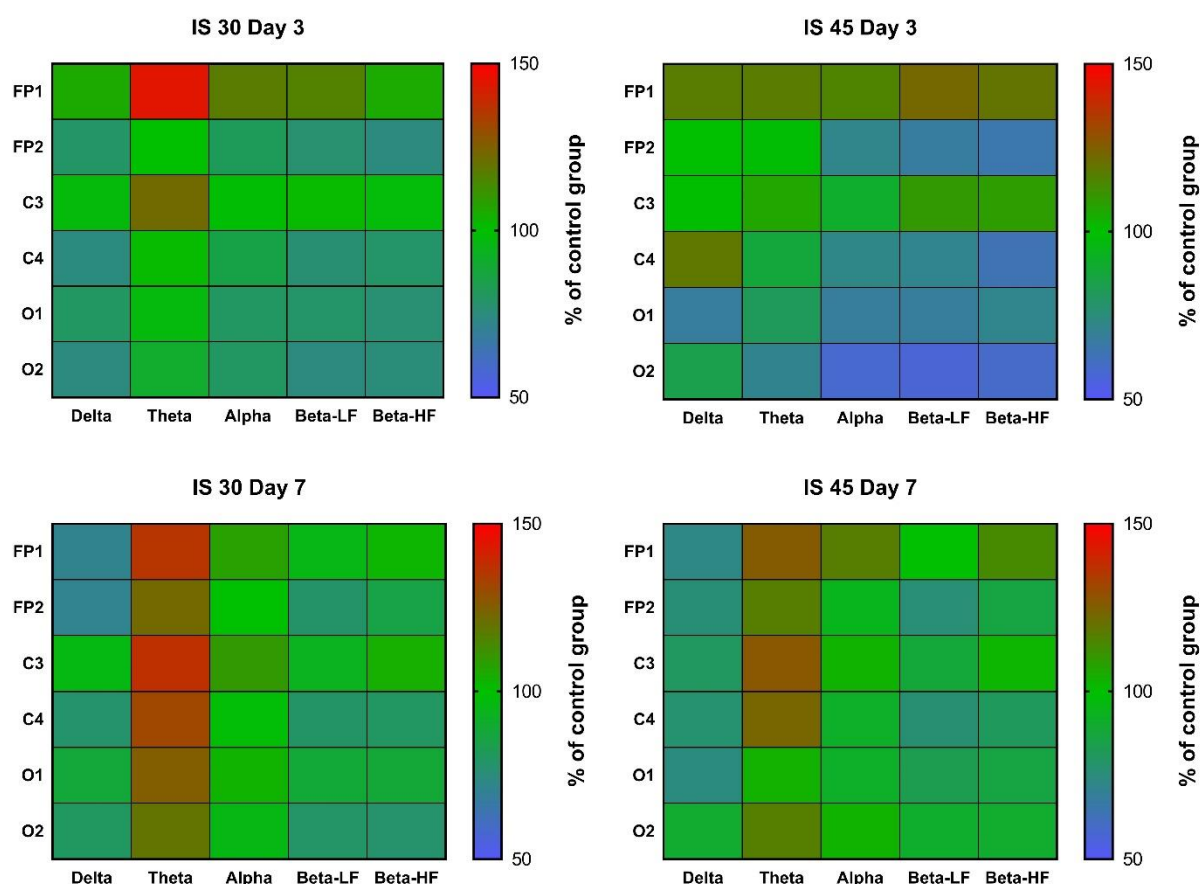 IS 30 Day 3
FP1
FP2
C3
C4
O1
O2
Delta Theta Alpha Beta-LF Beta-HF
150
100
50
% of control group
IS 45 Day 3
FP1
FP2
C3
C4
O1
O2
Delta Theta Alpha Beta-LF Beta-HF
150
100
50
% of control group
IS 30 Day 7
FP1
FP2
C3
C4
O1
O2
Delta Theta Alpha Beta-LF Beta-HF
150
100
50
% of control group
IS 45 Day 7
FP1
FP2
C3
C4
O1
O2
Delta Theta Alpha Beta-LF Beta-HF
150
100
50
% of control group